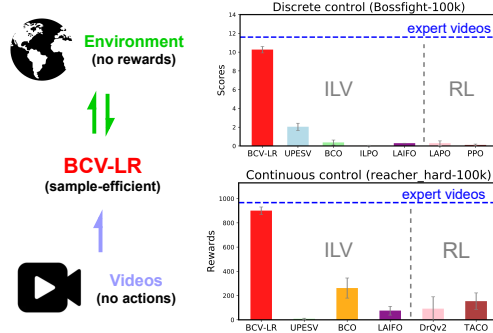 Environment
(no rewards)
BCV-LR
(sample-efficient)
Videos
(no actions)
Discrete control (Bossfight-100k)
14
12
10
8
6
4
2
0
Scores
expert videos
ILV
RL
BCV-LR UPESV BCO ILPO LAIFO LAPO PPO
Continuous control (reacher_hard-100k)
1000
800
600
400
200
0
Rewards
expert videos
ILV
RL
BCV-LR UPESV BCO LAIFO DrQv2 TACO